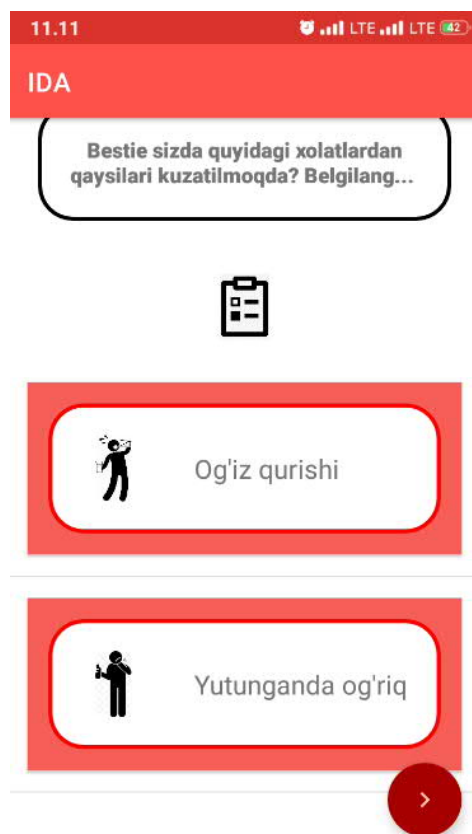 11.11 LTE LTE 42
IDA
Bestie sizda quyidagi xolatlardan
qaysilari kuzatilmoqda? Belgilang...
Og'iz qurishi
Yutunganda og'riq